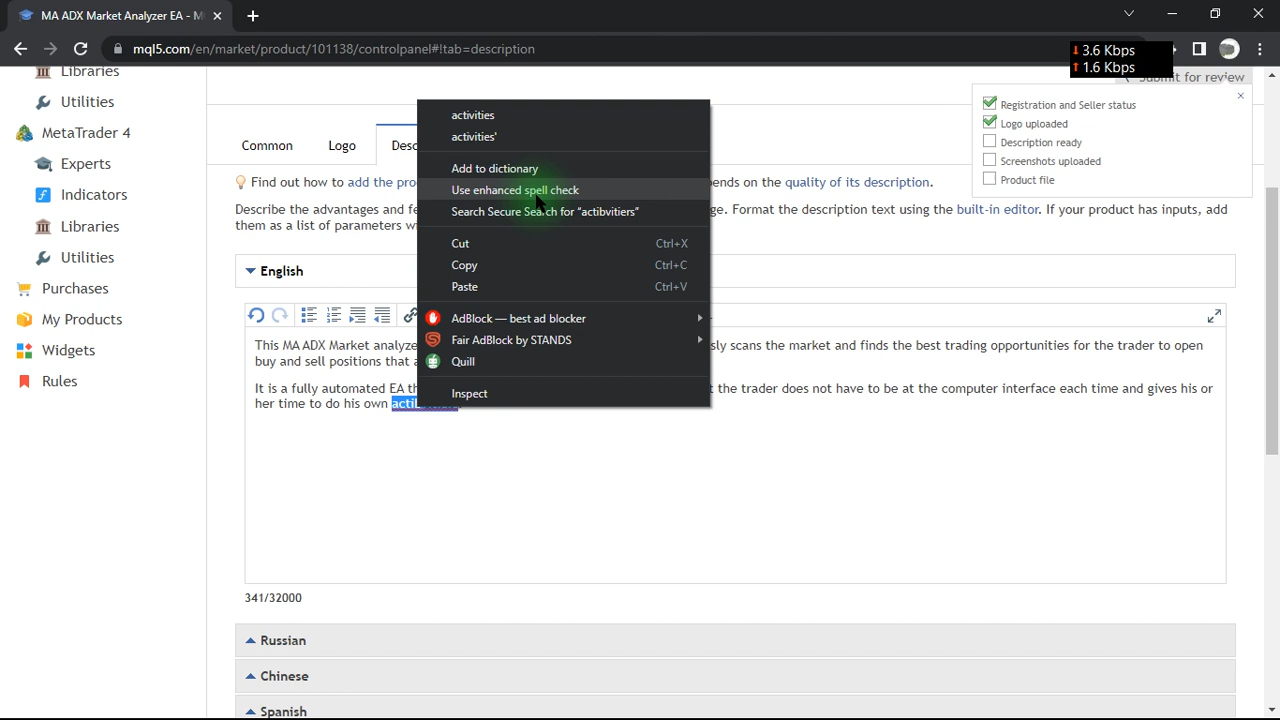 MA ADX Market Analyzer EA - M
mql5.com/en/market/product/101138/controlpanel#!tab=description
3.6 Kbps
1.6 Kbps
Submit for review
Libraries
Utilities
MetaTrader 4
Experts
Indicators
Libraries
Utilities
Purchases
My Products
Widgets
Rules
Registration and Seller status
Logo uploaded
Description ready
Screenshots uploaded
Product file
Common
Logo
Desc
Find out how to add the pro
ends on the quality of its description.
Describe the advantages and fe
ge. Format the description text using the built-in editor. If your product has inputs, add
them as a list of parameters w
English
activities
activities'
Add to dictionary
Use enhanced spell check
Search Secure Search for "actibvitiers"
Cut Ctrl+X
Copy Ctrl+C
Paste Ctrl+V
AdBlock — best ad blocker
Fair AdBlock by STANDS
Quill
Inspect
This MA ADX Market analyze
sly scans the market and finds the best trading opportunities for the trader to open
buy and sell positions that a
It is a fully automated EA th
t the trader does not have to be at the computer interface each time and gives his or
her time to do his own
341/32000
Russian
Chinese
Spanish